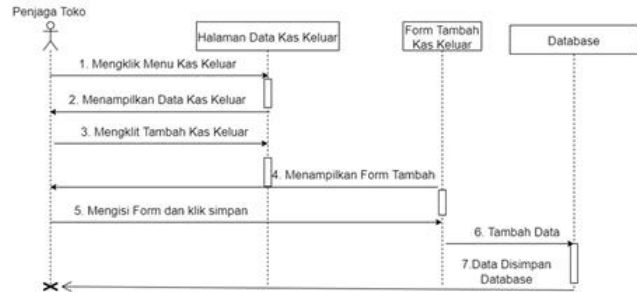 Penjaga Toko
Halaman Data Kas Keluar
Form Tambah
Kas Keluar
Database
1. Mengklik Menu Kas Keluar
2. Menampilkan Data Kas Keluar
3. Mengklit Tambah Kas Keluar
4. Menampilkan Form Tambah
5. Mengisi Form dan klik simpan
6. Tambah Data
7.Data Disimpan
Database